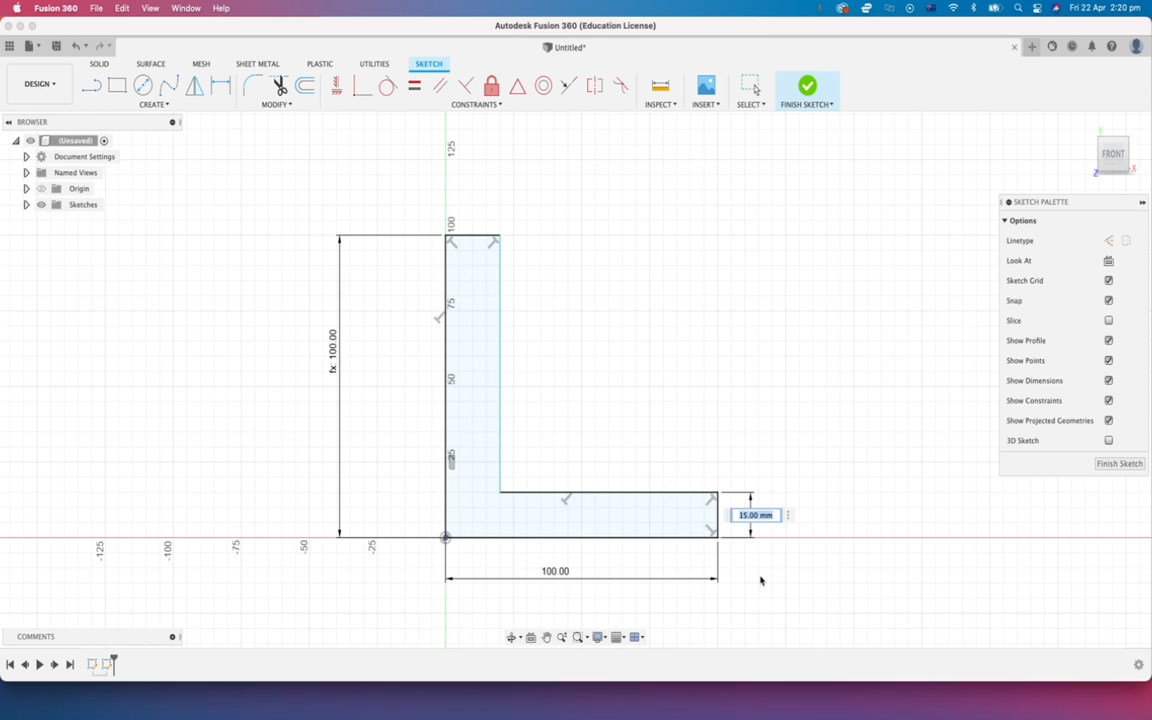 Fusion 360 File Edit View Window Help Fri 22 Apr 2:20 pm
Autodesk Fusion 360 (Education License)
Untitled*
SOLID SURFACE MESH SHEET METAL PLASTIC UTILITIES SKETCH
DESIGN
CREATE MODIFY CONSTRAINTS INSPECT INSERT SELECT FINISH SKETCH
BROWSER
(Unsaved)
Document Settings
Named Views
Origin
Sketches
FRONT
Z X
SKETCH PALETTE
Options
Linetype
Look At
Sketch Grid
Snap
Slice
Show Profile
Show Points
Show Dimensions
Show Constraints
Show Projected Geometries
3D Sketch
Finish Sketch
125
100
75
50
25
fx: 100.00
15.00 mm
-125 -100 -75 -50 -25
100.00
COMMENTS